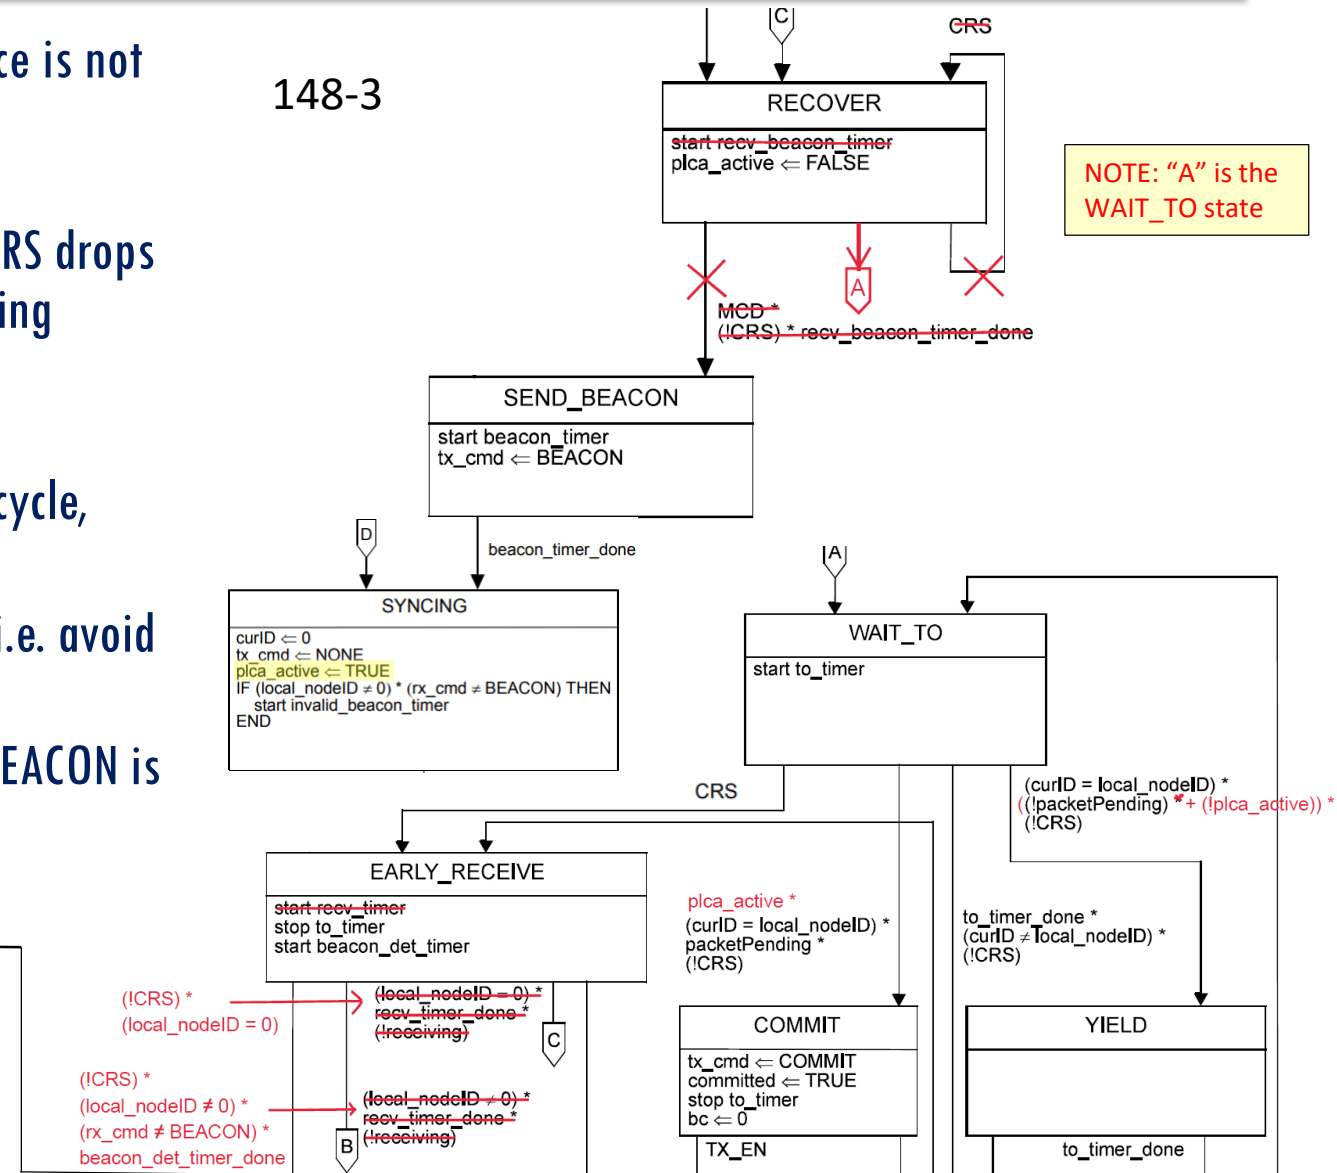 ce is not
148-3
RS drops
ing
cycle,
i.e. avoid
EACON is
C
CRS
RECOVER
start recv_beacon_timer
plca_active ⇐ FALSE
NOTE: “A” is the
WAIT_TO state
A
MCD *
(!CRS) * recv_beacon_timer_done
SEND_BEACON
start beacon_timer
tx_cmd ⇐ BEACON
D
beacon_timer_done
SYNCING
curID ⇐ 0
tx_cmd ⇐ NONE
plca_active ⇐ TRUE
IF (local_nodeID ≠ 0) * (rx_cmd ≠ BEACON) THEN
start invalid_beacon_timer
END
A
WAIT_TO
start to_timer
CRS
(curID = local_nodeID) *
((!packetPending) * + (!plca_active)) *
(!CRS)
EARLY_RECEIVE
start recv_timer
stop to_timer
start beacon_det_timer
plca_active *
(curID = local_nodeID) *
packetPending *
(!CRS)
to_timer_done *
(curID ≠ local_nodeID) *
(!CRS)
(!CRS) *
(local_nodeID = 0)
(local_nodeID = 0) *
recv_timer_done *
(!receiving)
C
(!CRS) *
(local_nodeID ≠ 0) *
(rx_cmd ≠ BEACON) *
beacon_det_timer_done
(local_nodeID ≠ 0) *
recv_timer_done *
(!receiving)
B
COMMIT
tx_cmd ⇐ COMMIT
committed ⇐ TRUE
stop to_timer
bc ⇐ 0
TX_EN
YIELD
to_timer_done